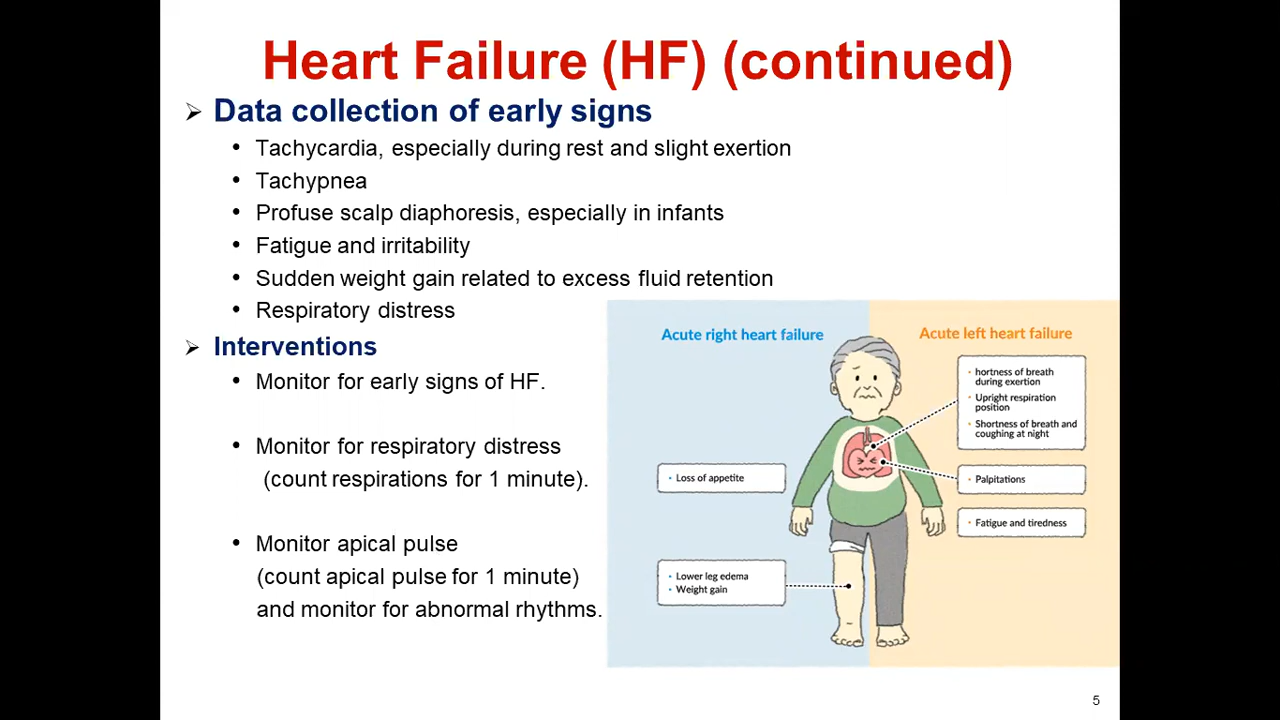 Heart Failure (HF) (continued)
➢ Data collection of early signs
• Tachycardia, especially during rest and slight exertion
• Tachypnea
• Profuse scalp diaphoresis, especially in infants
• Fatigue and irritability
• Sudden weight gain related to excess fluid retention
• Respiratory distress
➢ Interventions
• Monitor for early signs of HF.
• Monitor for respiratory distress
(count respirations for 1 minute).
• Monitor apical pulse
(count apical pulse for 1 minute)
and monitor for abnormal rhythms.
Acute right heart failure
• Loss of appetite
• Lower leg edema
• Weight gain
Acute left heart failure
• hortness of breath
during exertion
• Upright respiration
position
• Shortness of breath and
coughing at night
• Palpitations
• Fatigue and tiredness
5